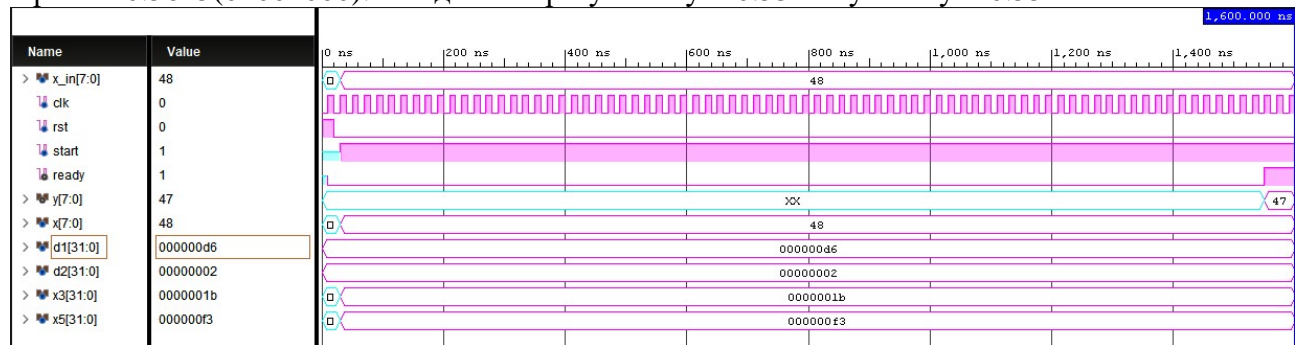 1,600.000 ns
Name Value 0 ns 200 ns 400 ns 600 ns 800 ns 1,000 ns 1,200 ns 1,400 ns
x_in[7:0] 48 48
clk 0
rst 0
start 1
ready 1
y[7:0] 47 XX 47
x[7:0] 48 48
d1[31:0] 000000d6 000000d6
d2[31:0] 00000002 00000002
x3[31:0] 0000001b 0000001b
x5[31:0] 000000f3 000000f3